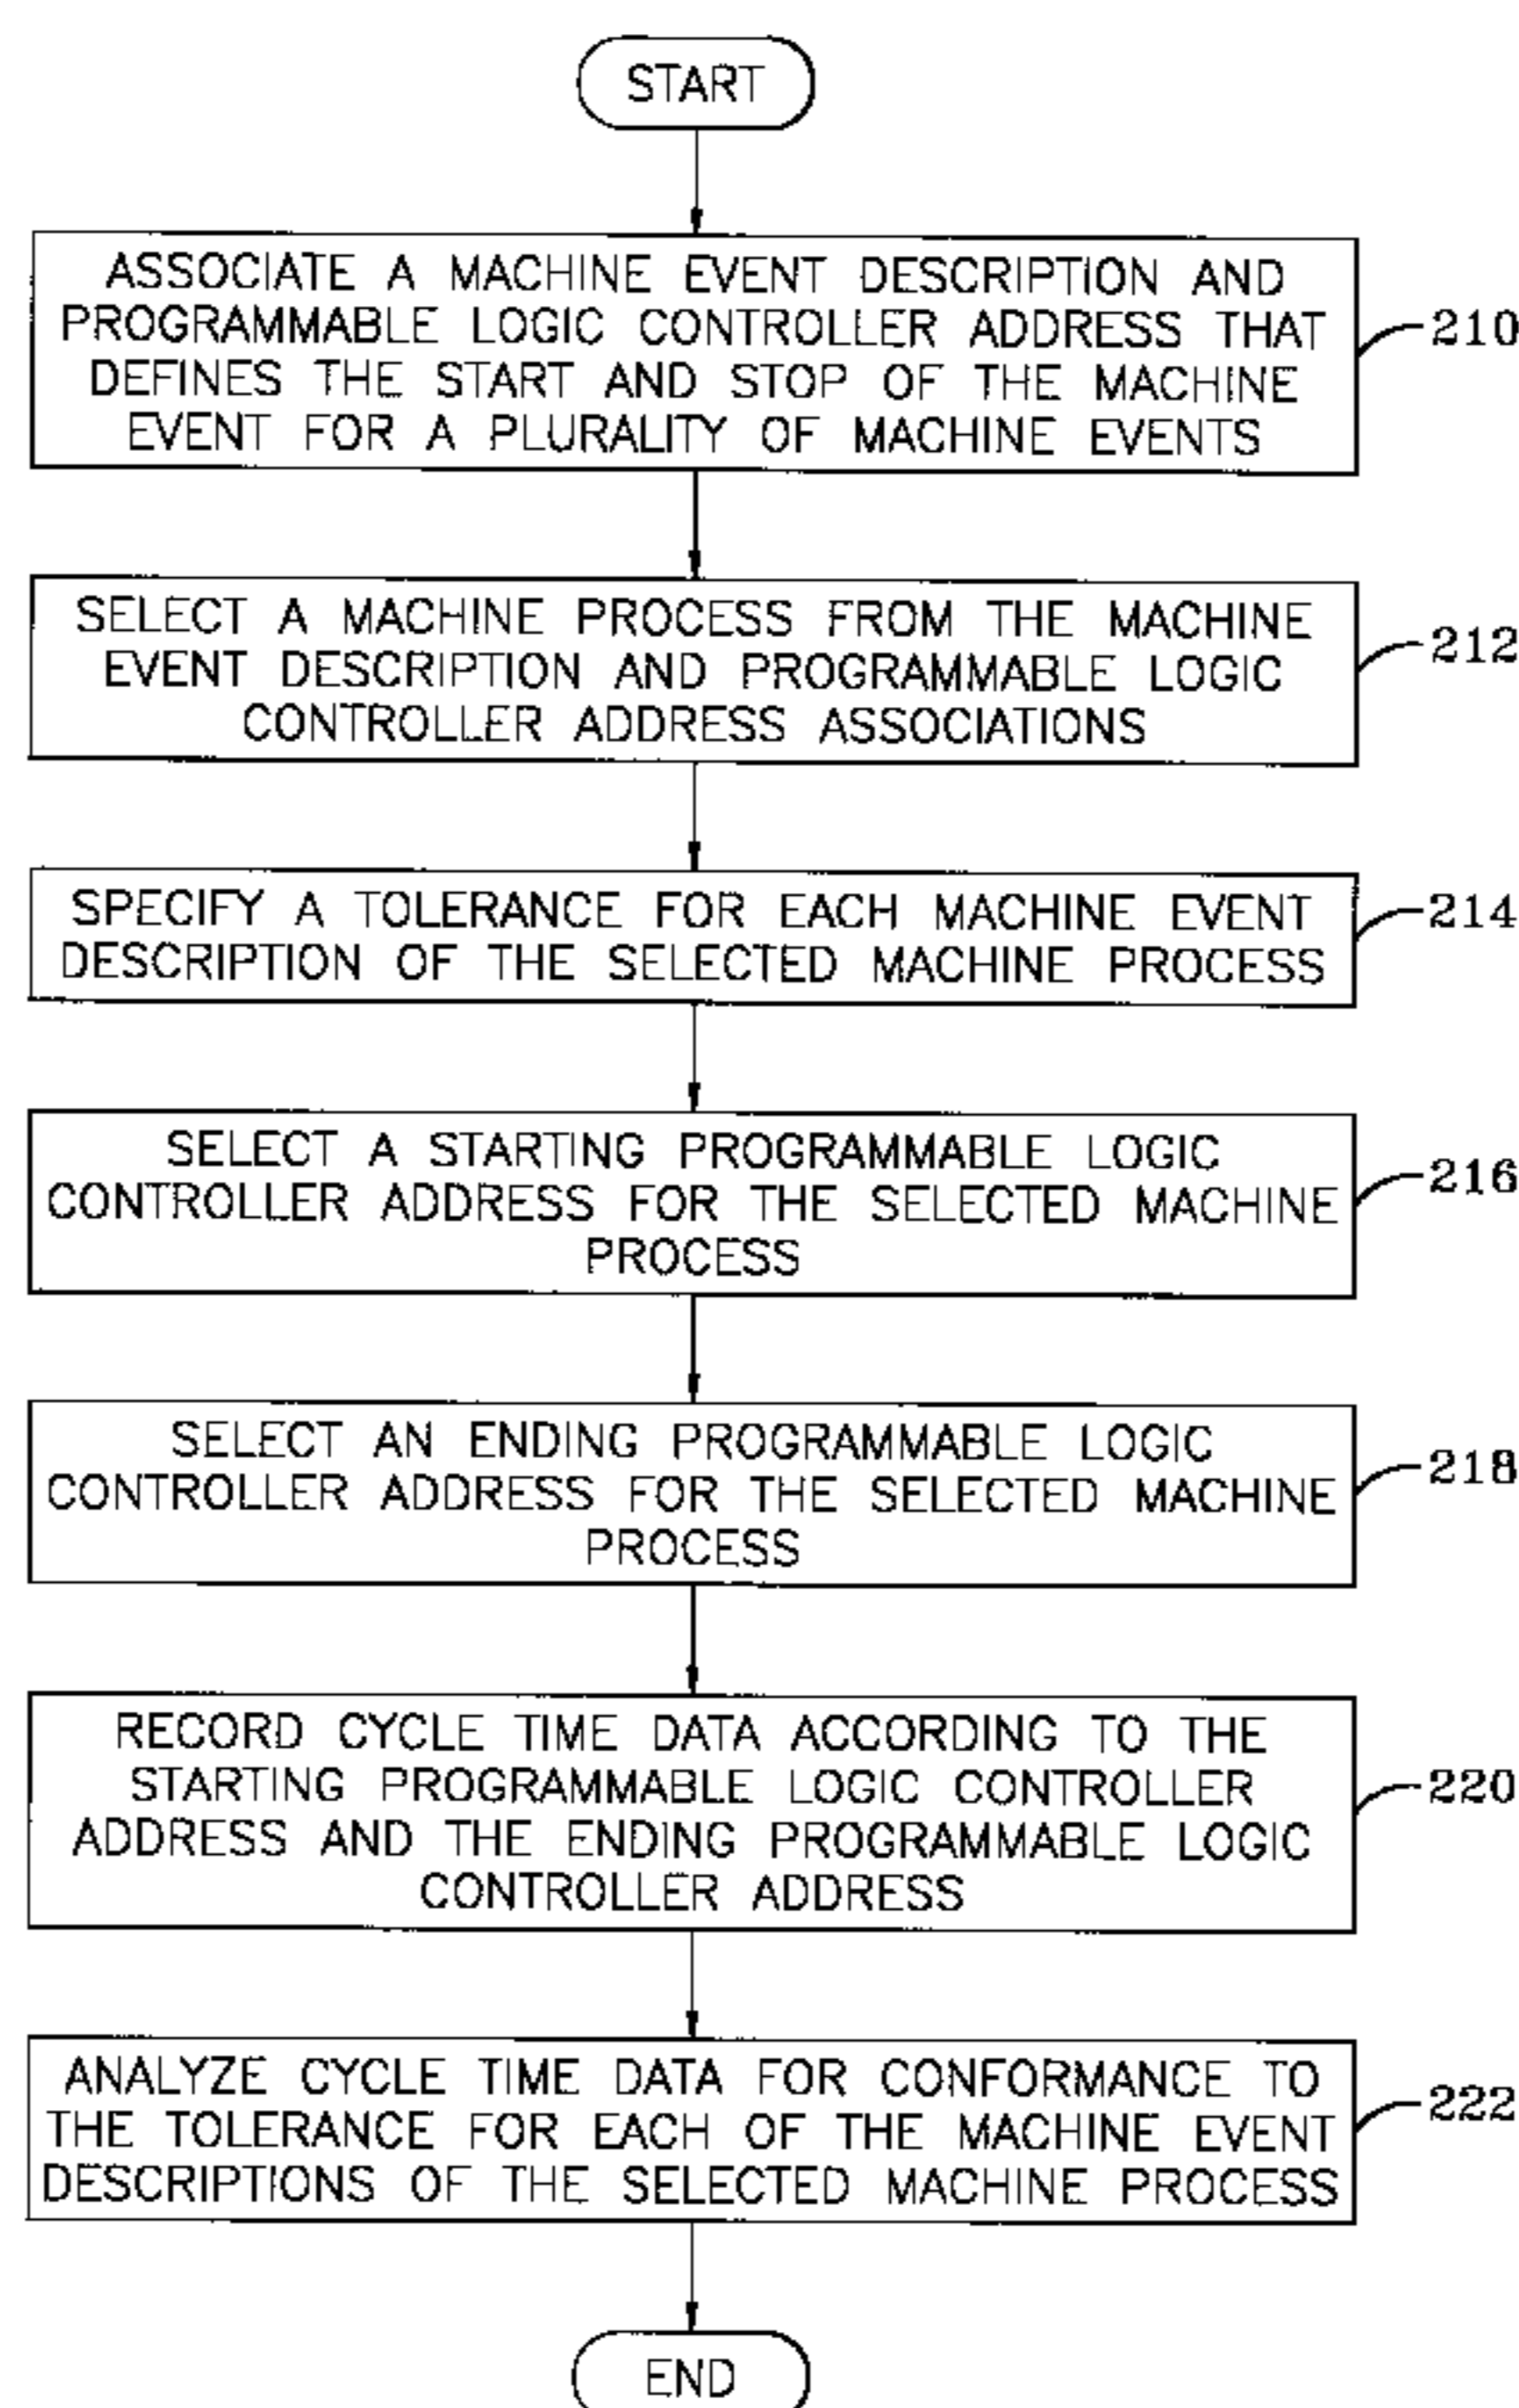 START
ASSOCIATE A MACHINE EVENT DESCRIPTION AND
PROGRAMMABLE LOGIC CONTROLLER ADDRESS THAT
DEFINES THE START AND STOP OF THE MACHINE
EVENT FOR A PLURALITY OF MACHINE EVENTS
210
SELECT A MACHINE PROCESS FROM THE MACHINE
EVENT DESCRIPTION AND PROGRAMMABLE LOGIC
CONTROLLER ADDRESS ASSOCIATIONS
212
SPECIFY A TOLERANCE FOR EACH MACHINE EVENT
DESCRIPTION OF THE SELECTED MACHINE PROCESS
214
SELECT A STARTING PROGRAMMABLE LOGIC
CONTROLLER ADDRESS FOR THE SELECTED MACHINE
PROCESS
216
SELECT AN ENDING PROGRAMMABLE LOGIC
CONTROLLER ADDRESS FOR THE SELECTED MACHINE
PROCESS
218
RECORD CYCLE TIME DATA ACCORDING TO THE
STARTING PROGRAMMABLE LOGIC CONTROLLER
ADDRESS AND THE ENDING PROGRAMMABLE LOGIC
CONTROLLER ADDRESS
220
ANALYZE CYCLE TIME DATA FOR CONFORMANCE TO
THE TOLERANCE FOR EACH OF THE MACHINE EVENT
DESCRIPTIONS OF THE SELECTED MACHINE PROCESS
222
END